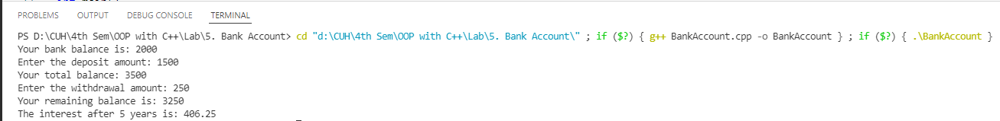 PROBLEMS OUTPUT DEBUG CONSOLE TERMINAL
PS D:\CUH\4th Sem\OOP with C++\Lab\5. Bank Account> cd "d:\CUH\4th Sem\OOP with C++\Lab\5. Bank Account\" ; if ($?) { g++ BankAccount.cpp -o BankAccount } ; if ($?) { .\BankAccount }
Your bank balance is: 2000
Enter the deposit amount: 1500
Your total balance: 3500
Enter the withdrawal amount: 250
Your remaining balance is: 3250
The interest after 5 years is: 406.25